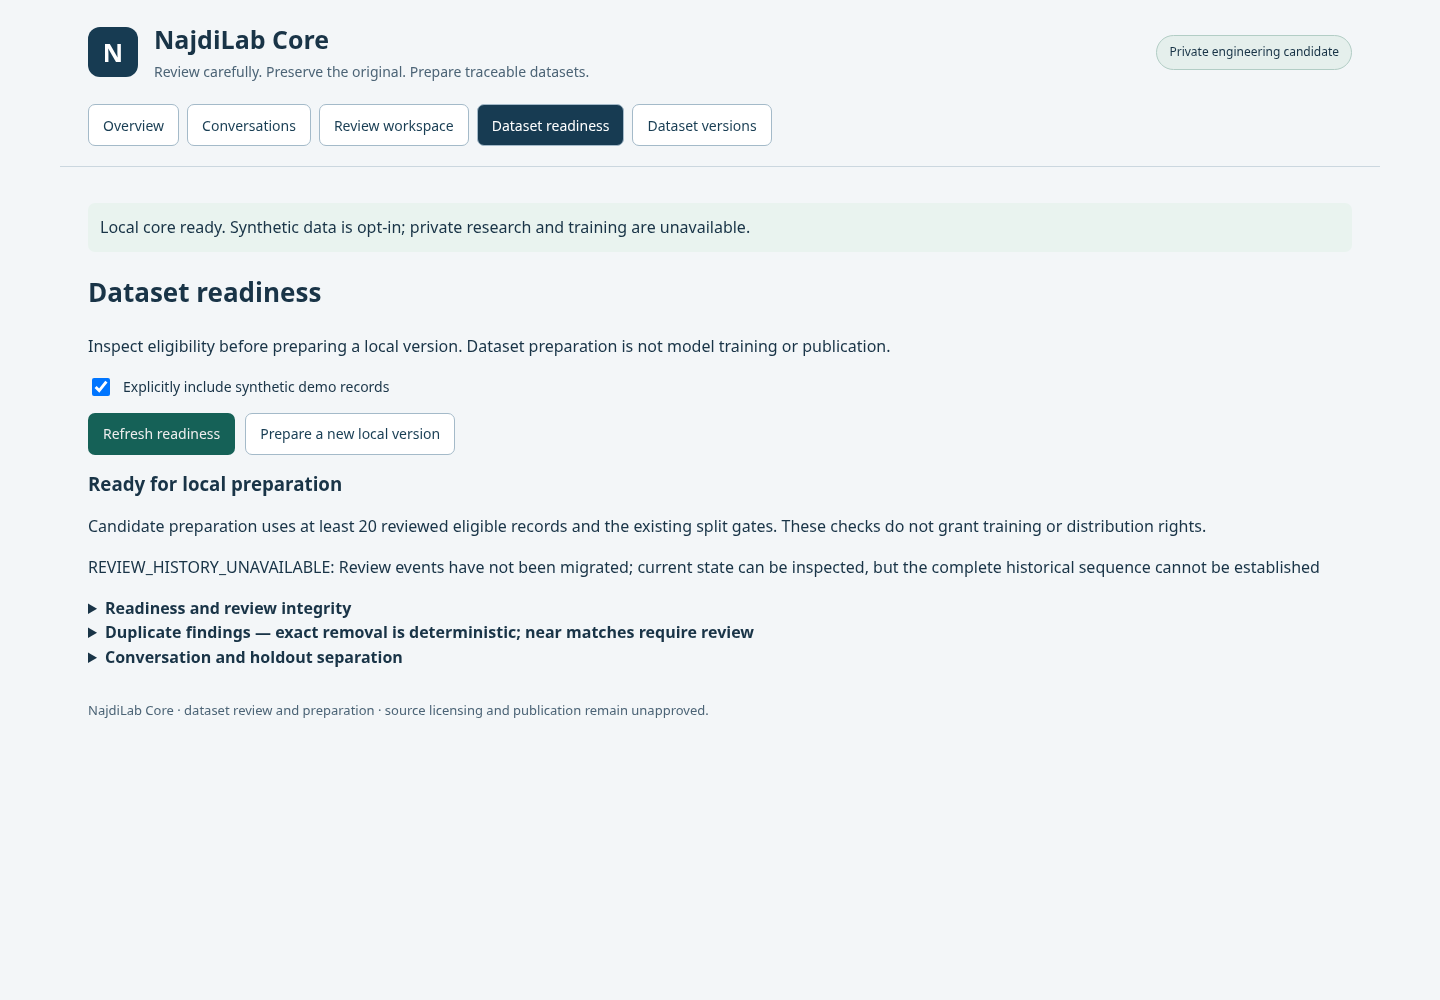 N
NajdiLab Core
Review carefully. Preserve the original. Prepare traceable datasets.
Private engineering candidate
Overview
Conversations
Review workspace
Dataset readiness
Dataset versions
Local core ready. Synthetic data is opt-in; private research and training are unavailable.
Dataset readiness
Inspect eligibility before preparing a local version. Dataset preparation is not model training or publication.
Explicitly include synthetic demo records
Refresh readiness
Prepare a new local version
Ready for local preparation
Candidate preparation uses at least 20 reviewed eligible records and the existing split gates. These checks do not grant training or distribution rights.
REVIEW_HISTORY_UNAVAILABLE: Review events have not been migrated; current state can be inspected, but the complete historical sequence cannot be established
Readiness and review integrity
Duplicate findings — exact removal is deterministic; near matches require review
Conversation and holdout separation
NajdiLab Core · dataset review and preparation · source licensing and publication remain unapproved.